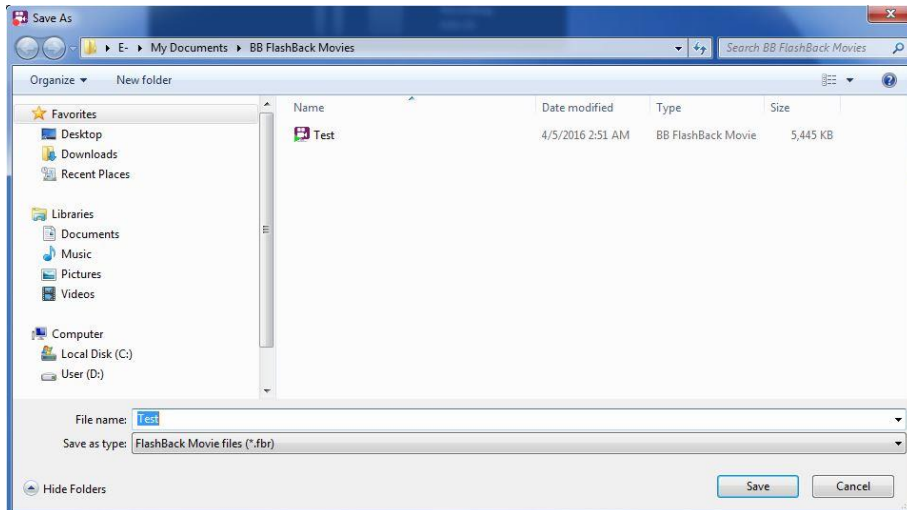 Save As
E- My Documents BB FlashBack Movies Search BB FlashBack Movies
Organize New folder
Name Date modified Type Size
Favorites
Desktop
Downloads
Recent Places
Libraries
Documents
Music
Pictures
Videos
Computer
Local Disk (C:)
User (D:)
Test 4/5/2016 2:51 AM BB FlashBack Movie 5,445 KB
File name: Test
Save as type: FlashBack Movie files (*.fbr)
Hide Folders Save Cancel